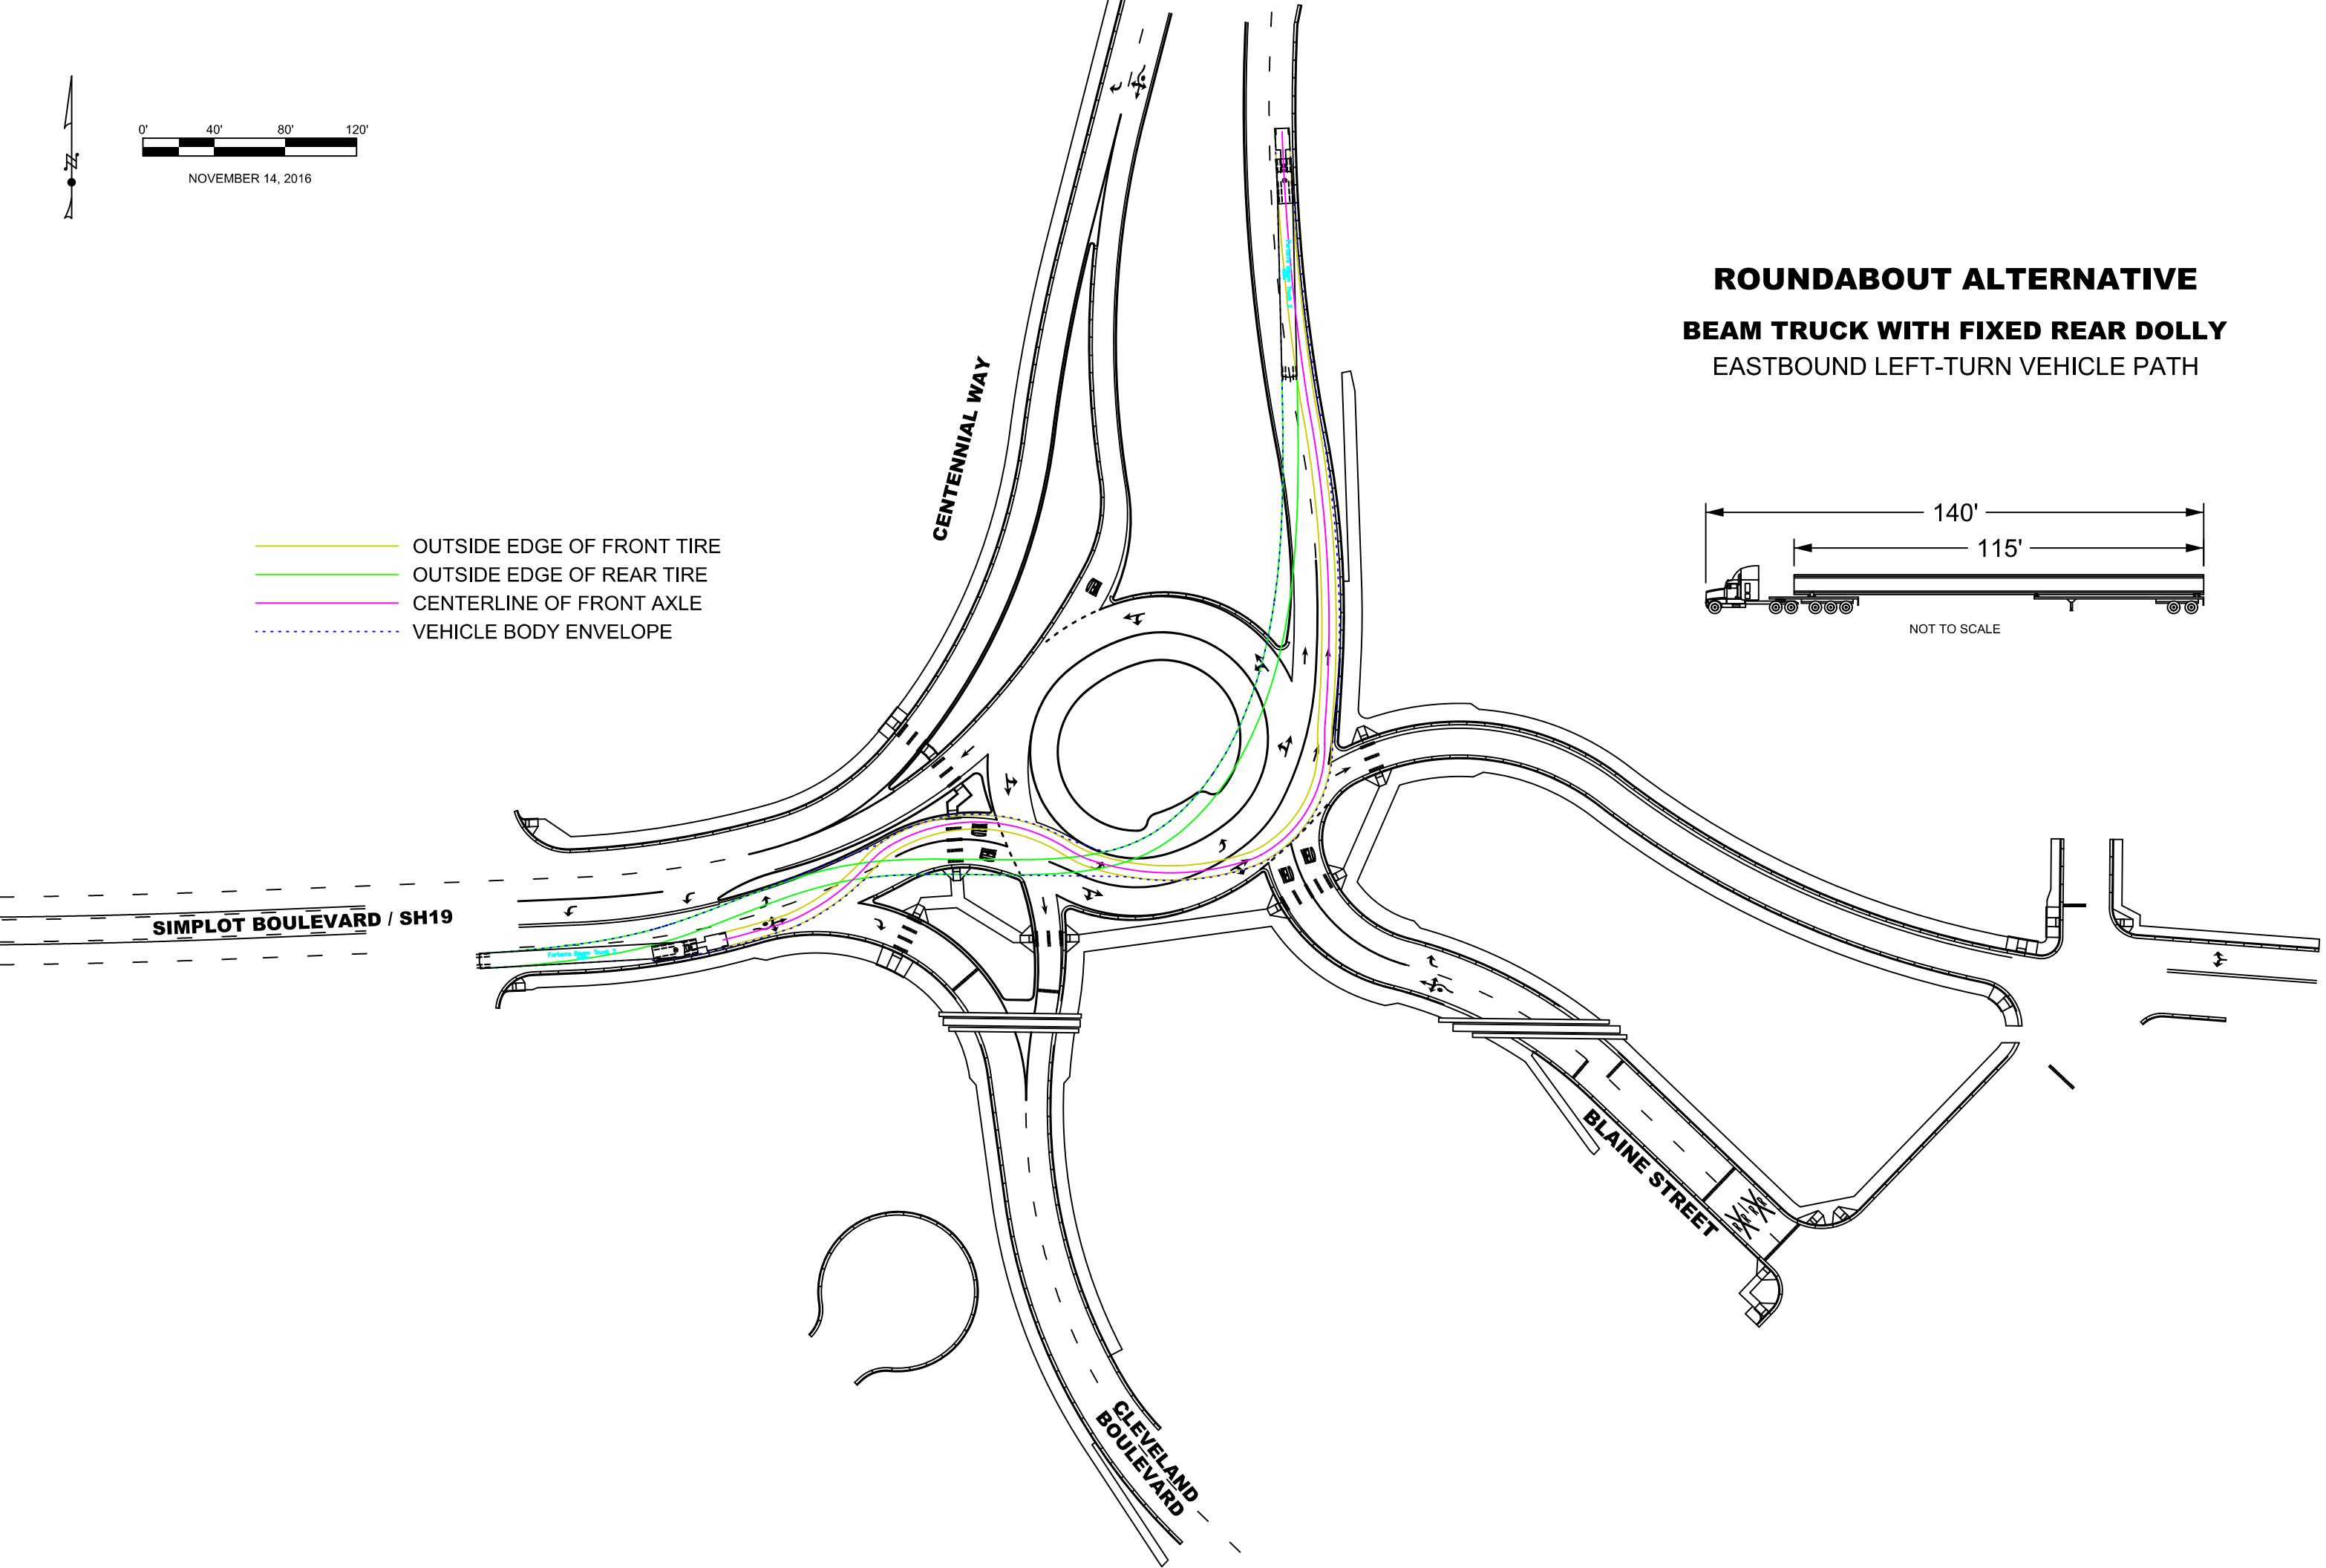 0' 40' 80' 120'
NOVEMBER 14, 2016
ROUNDABOUT ALTERNATIVE
BEAM TRUCK WITH FIXED REAR DOLLY
EASTBOUND LEFT-TURN VEHICLE PATH
CENTENNIAL WAY
140'
115'
NOT TO SCALE
OUTSIDE EDGE OF FRONT TIRE
OUTSIDE EDGE OF REAR TIRE
CENTERLINE OF FRONT AXLE
VEHICLE BODY ENVELOPE
SIMPLOT BOULEVARD / SH19
BLAINE STREET
CLEVELAND
BOULEVARD